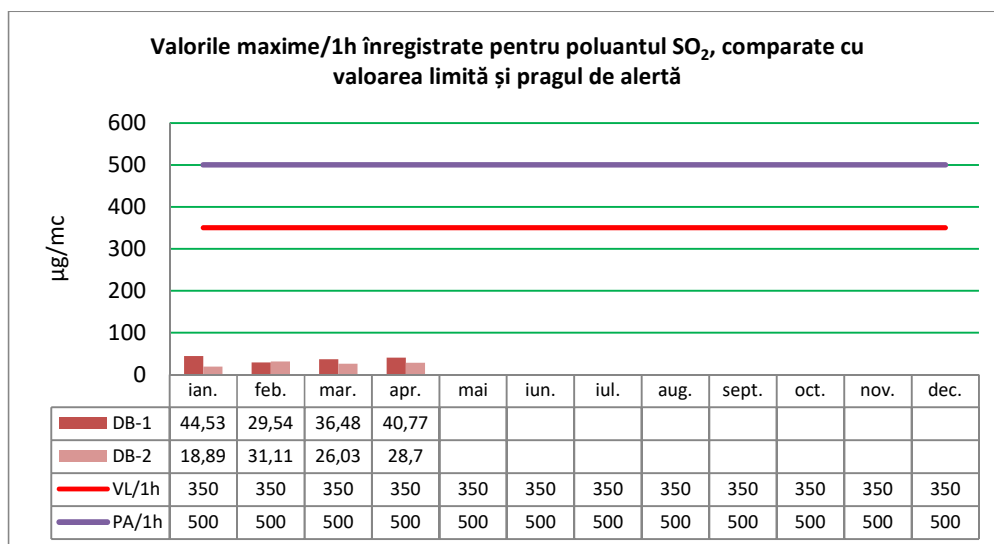 Valorile maxime/1h înregistrate pentru poluantul SO₂, comparate cu
valoarea limită și pragul de alertă
600
500
400
300
200
100
0
µg/mc
ian. feb. mar. apr. mai iun. iul. aug. sept. oct. nov. dec.
DB-1 44,53 29,54 36,48 40,77
DB-2 18,89 31,11 26,03 28,7
VL/1h 350 350 350 350 350 350 350 350 350 350 350 350
PA/1h 500 500 500 500 500 500 500 500 500 500 500 500